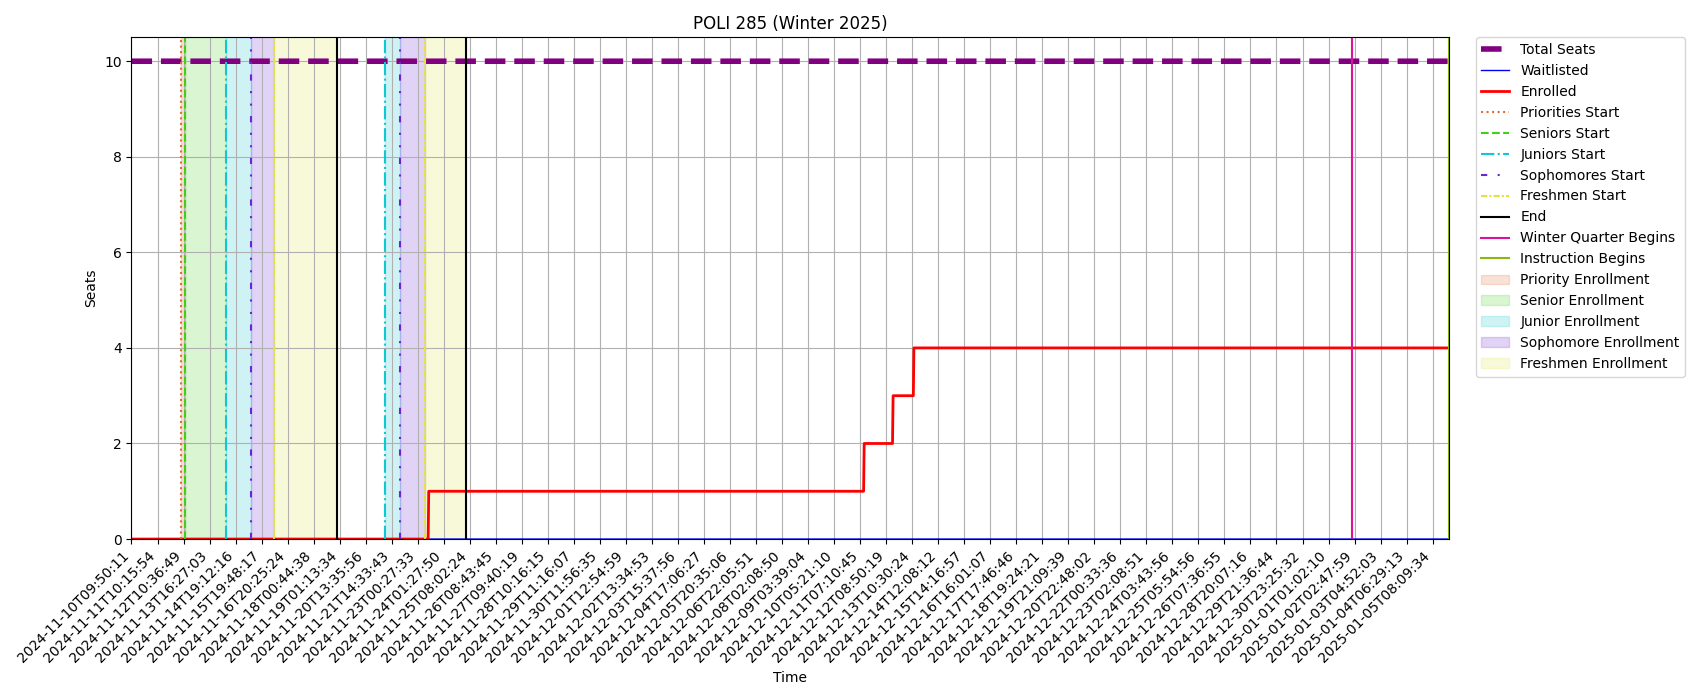 POLI 285 (Winter 2025)
Seats
10
8
6
4
2
0
2024-11-10T09:50:11
2024-11-11T10:15:54
2024-11-12T10:36:49
2024-11-13T16:27:03
2024-11-14T19:12:16
2024-11-15T19:48:17
2024-11-16T20:25:24
2024-11-18T00:44:38
2024-11-19T01:13:34
2024-11-20T13:35:56
2024-11-21T14:33:43
2024-11-23T00:27:33
2024-11-24T01:27:50
2024-11-25T08:02:24
2024-11-26T08:43:45
2024-11-27T09:40:19
2024-11-28T10:16:15
2024-11-29T11:16:07
2024-11-30T11:56:35
2024-12-01T12:54:59
2024-12-02T13:34:53
2024-12-03T15:37:56
2024-12-04T17:06:27
2024-12-05T20:35:06
2024-12-06T22:05:51
2024-12-08T02:08:50
2024-12-09T03:39:04
2024-12-10T05:21:10
2024-12-11T07:10:45
2024-12-12T08:50:19
2024-12-13T10:30:24
2024-12-14T12:08:12
2024-12-15T14:16:57
2024-12-16T16:01:07
2024-12-17T17:46:46
2024-12-18T19:24:21
2024-12-19T21:09:39
2024-12-20T22:48:02
2024-12-22T00:33:36
2024-12-23T02:08:51
2024-12-24T03:43:56
2024-12-25T05:54:56
2024-12-26T07:36:55
2024-12-28T20:07:16
2024-12-29T21:36:44
2024-12-30T23:25:32
2025-01-01T01:02:10
2025-01-02T02:47:59
2025-01-03T04:52:03
2025-01-04T06:29:13
2025-01-05T08:09:34
Time
Total Seats
Waitlisted
Enrolled
Priorities Start
Seniors Start
Juniors Start
Sophomores Start
Freshmen Start
End
Winter Quarter Begins
Instruction Begins
Priority Enrollment
Senior Enrollment
Junior Enrollment
Sophomore Enrollment
Freshmen Enrollment